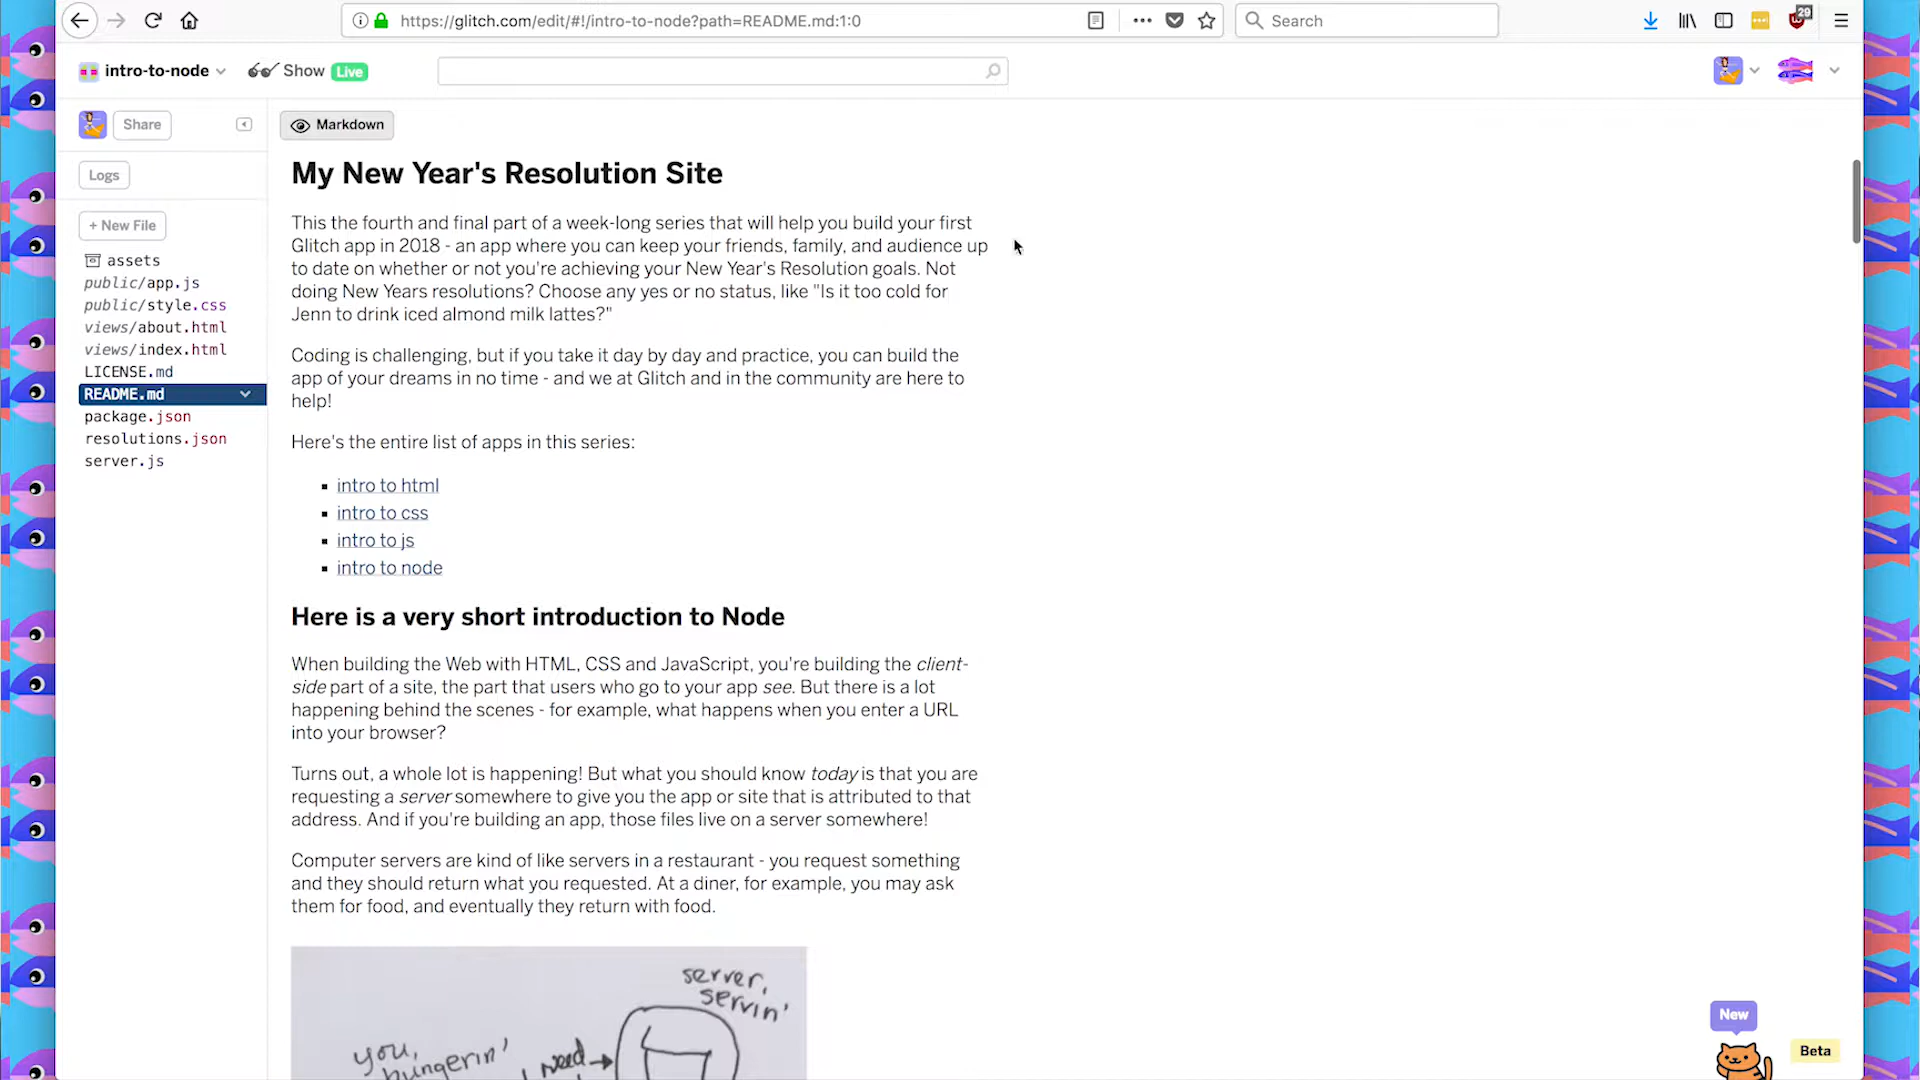 https://glitch.com/edit/#!/intro-to-node?path=README.md:1:0
Search
29
intro-to-node
Show
Live
Share
Markdown
Logs
+ New File
assets
public/app.js
public/style.css
views/about.html
views/index.html
LICENSE.md
README.md
package.json
resolutions.json
server.js
My New Year's Resolution Site
This the fourth and final part of a week-long series that will help you build your first
Glitch app in 2018 - an app where you can keep your friends, family, and audience up
to date on whether or not you're achieving your New Year's Resolution goals. Not
doing New Years resolutions? Choose any yes or no status, like "Is it too cold for
Jenn to drink iced almond milk lattes?"
Coding is challenging, but if you take it day by day and practice, you can build the
app of your dreams in no time - and we at Glitch and in the community are here to
help!
Here's the entire list of apps in this series:
intro to html
intro to css
intro to js
intro to node
Here is a very short introduction to Node
When building the Web with HTML, CSS and JavaScript, you're building the client-
side part of a site, the part that users who go to your app see. But there is a lot
happening behind the scenes - for example, what happens when you enter a URL
into your browser?
Turns out, a whole lot is happening! But what you should know today is that you are
requesting a server somewhere to give you the app or site that is attributed to that
address. And if you're building an app, those files live on a server somewhere!
Computer servers are kind of like servers in a restaurant - you request something
and they should return what you requested. At a diner, for example, you may ask
them for food, and eventually they return with food.
server,
servin'
you,
hungerin'
I need
New
Beta